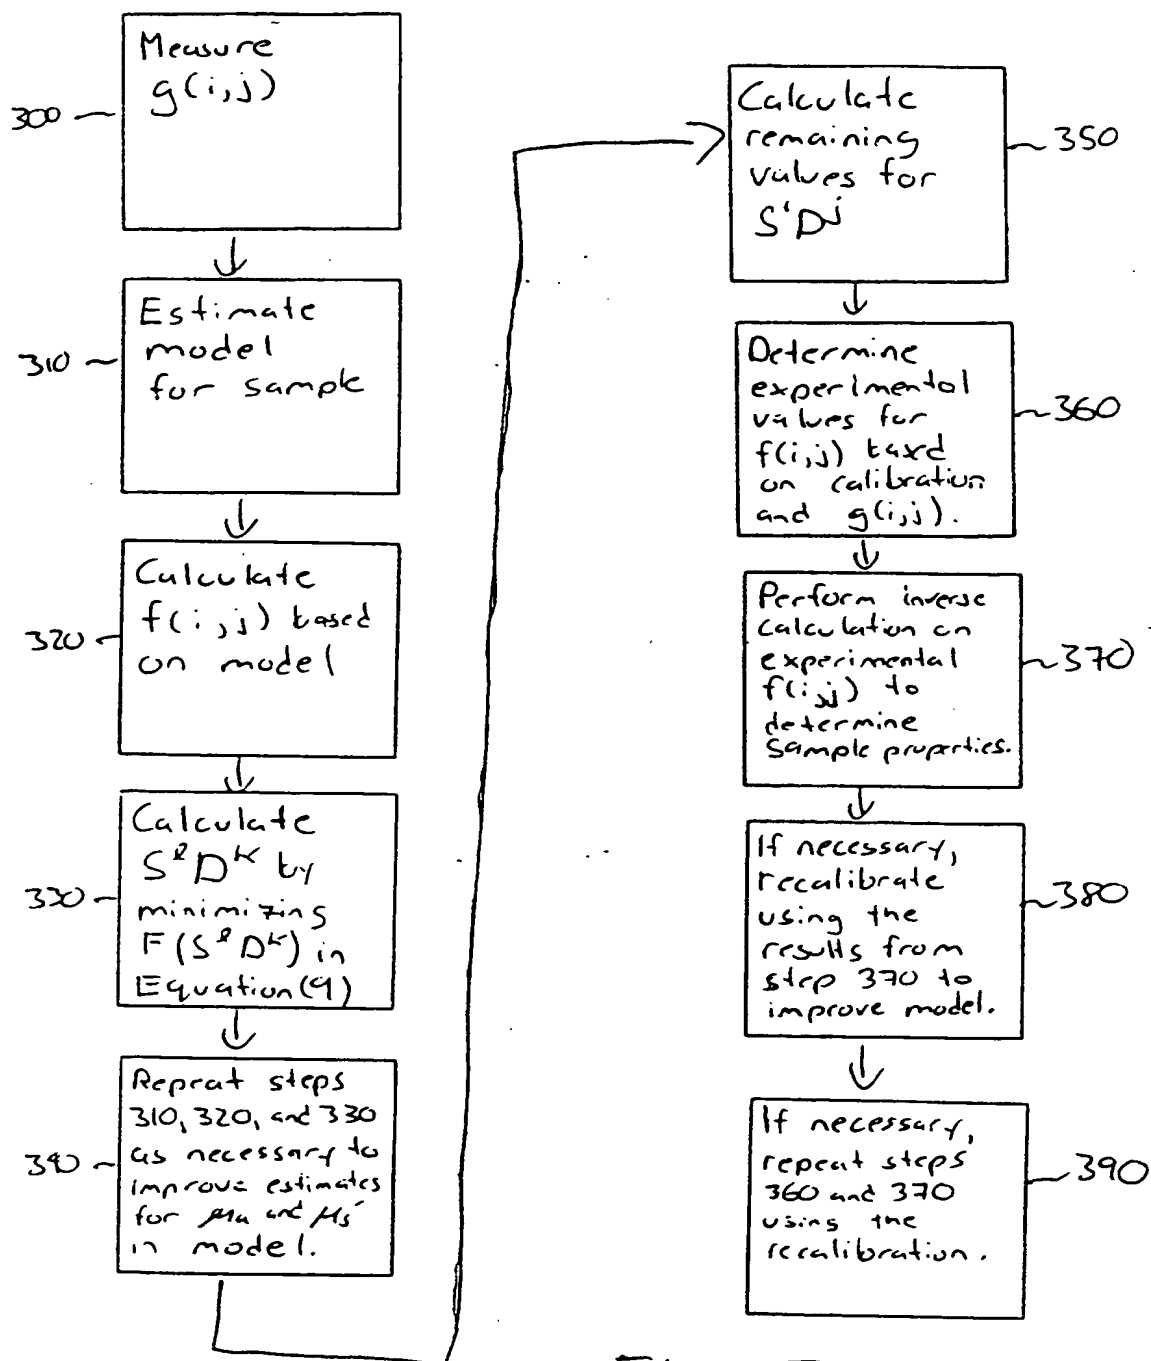 300
Measure
g(i,j)
310
Estimate
model
for sample
320
Calculate
f(i,j) based
on model
330
Calculate
SˡDᵏ by
minimizing
F(SˡDᵏ) in
Equation(9)
340
Repeat steps
310, 320, and 330
as necessary to
improve estimates
for μa and μs'
in model.
350
Calculate
remaining
values for
SⁱDʲ
360
Determine
experimental
values for
f(i,j) based
on calibration
and g(i,j).
370
Perform inverse
calculation on
experimental
f(i,j) to
determine
sample properties.
380
If necessary,
recalibrate
using the
results from
step 370 to
improve model.
390
If necessary,
repeat steps
360 and 370
using the
recalibration.